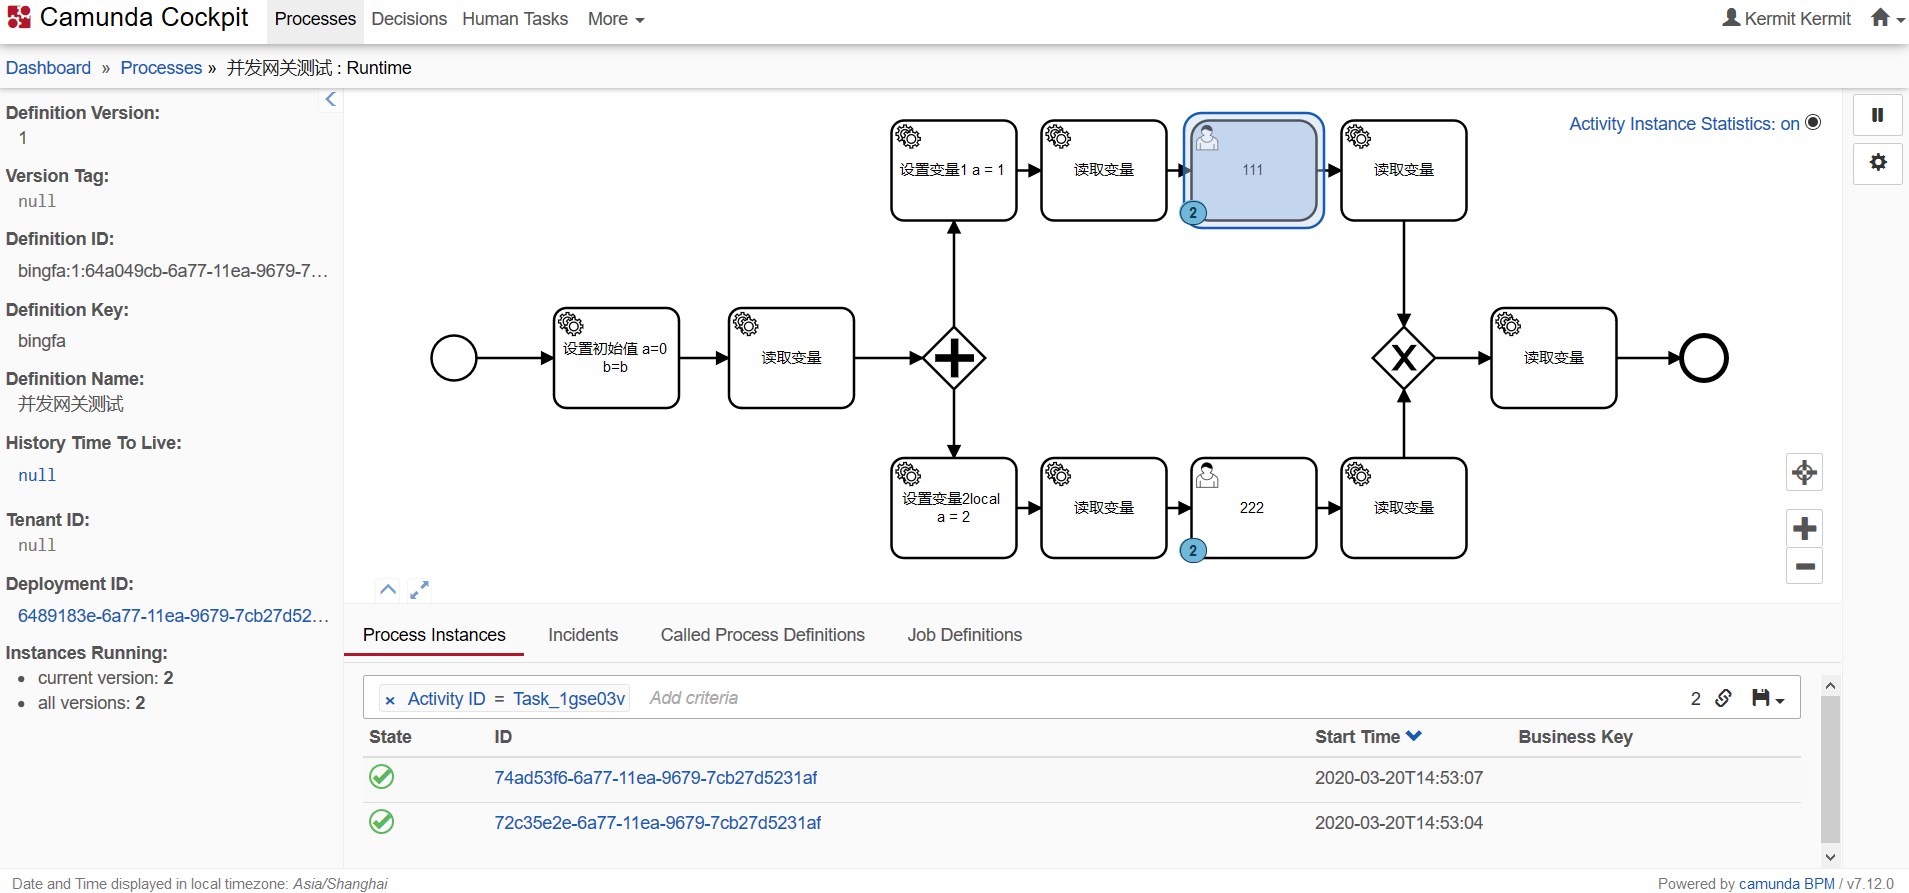 Camunda Cockpit
Processes
Decisions
Human Tasks
More
Kermit Kermit
Dashboard » Processes » 并发网关测试 : Runtime
Definition Version:
1
Version Tag:
null
Definition ID:
bingfa:1:64a049cb-6a77-11ea-9679-7…
Definition Key:
bingfa
Definition Name:
并发网关测试
History Time To Live:
null
Tenant ID:
null
Deployment ID:
6489183e-6a77-11ea-9679-7cb27d52…
Instances Running:
current version: 2
all versions: 2
Activity Instance Statistics: on
设置变量1 a = 1
读取变量
111
2
读取变量
设置初始值 a=0
b=b
读取变量
读取变量
设置变量2local
a = 2
读取变量
222
2
读取变量
Process Instances
Incidents
Called Process Definitions
Job Definitions
× Activity ID = Task_1gse03v
Add criteria
2
State
ID
Start Time
Business Key
74ad53f6-6a77-11ea-9679-7cb27d5231af
2020-03-20T14:53:07
72c35e2e-6a77-11ea-9679-7cb27d5231af
2020-03-20T14:53:04
Date and Time displayed in local timezone: Asia/Shanghai
Powered by camunda BPM / v7.12.0